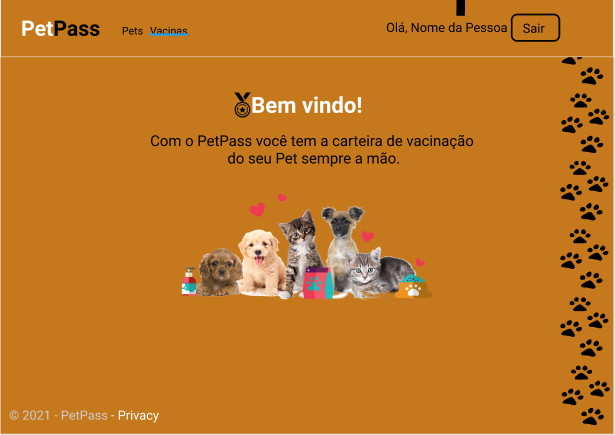 PetPass
Pets Vacinas
Olá, Nome da Pessoa Sair
Bem vindo!
Com o PetPass você tem a carteira de vacinação
do seu Pet sempre a mão.
© 2021 - PetPass - Privacy